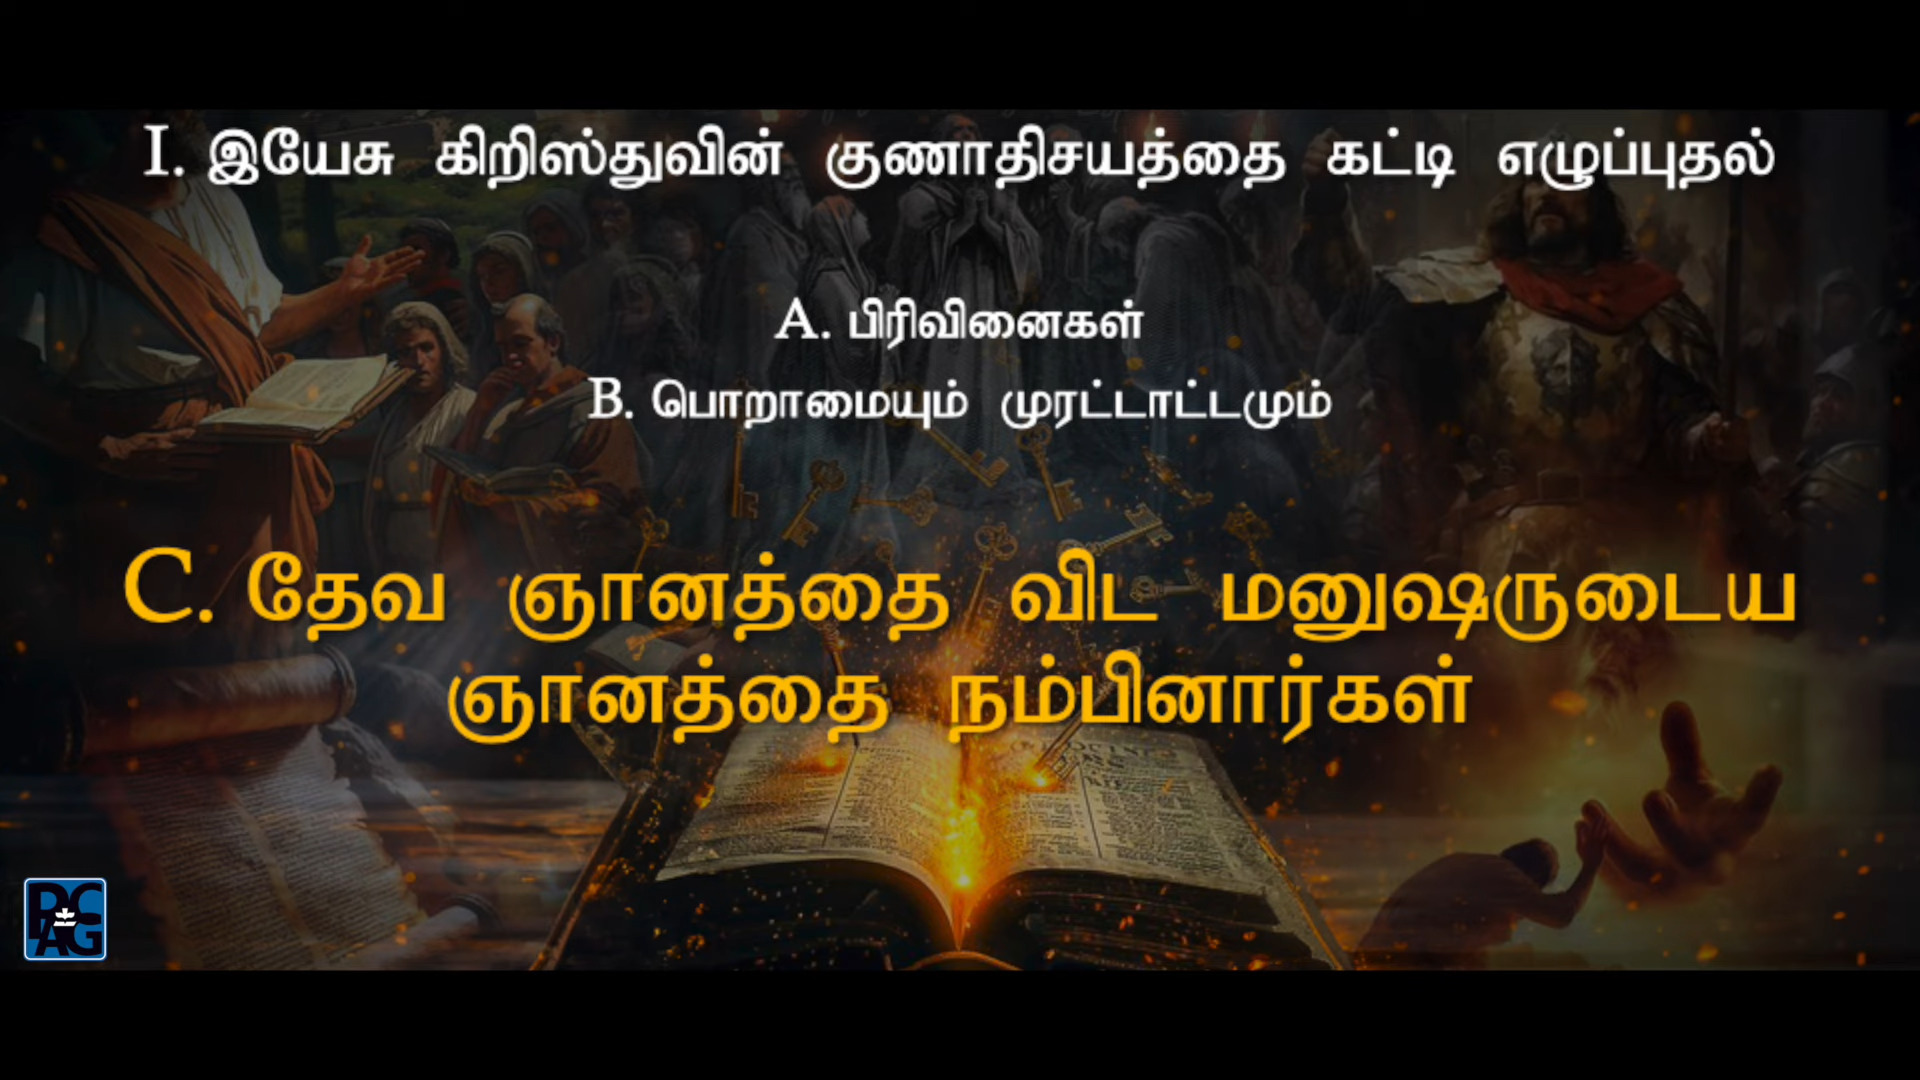 I. இயேசு கிறிஸ்துவின் குணாதிசயத்தை கட்டி எழுப்புதல்
A. பிரிவினைகள்
B. பொறாமையும் முரட்டாட்டமும்
C. தேவ ஞானத்தை விட மனுஷருடைய
ஞானத்தை நம்பினார்கள்